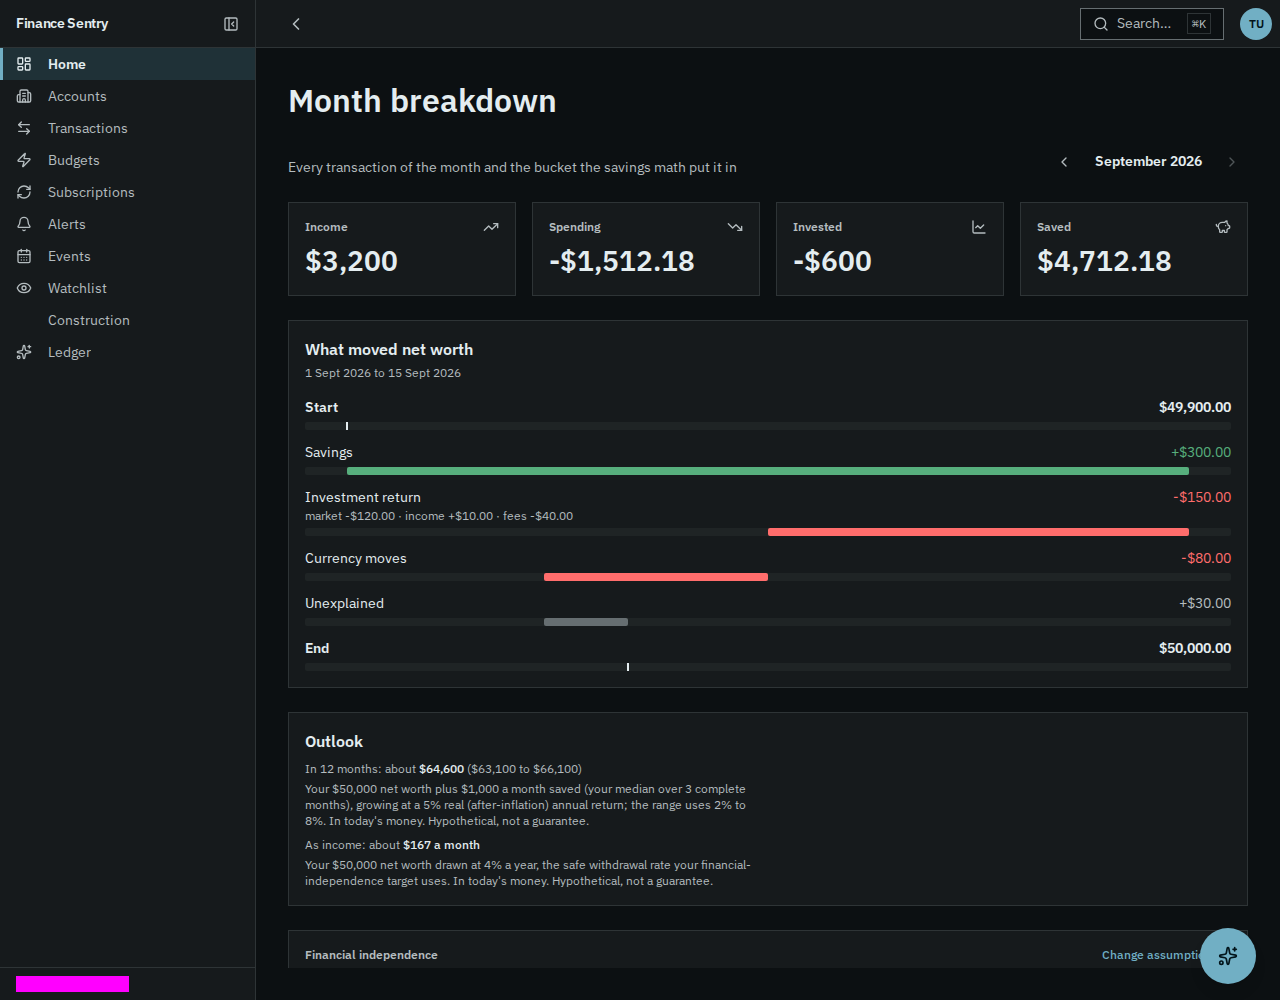 Finance Sentry
Search...
⌘K
TU
Home
Accounts
Transactions
Budgets
Subscriptions
Alerts
Events
Watchlist
Construction
Ledger
Month breakdown
Every transaction of the month and the bucket the savings math put it in
September 2026
Income
$3,200
Spending
-$1,512.18
Invested
-$600
Saved
$4,712.18
What moved net worth
1 Sept 2026 to 15 Sept 2026
Start $49,900.00
Savings +$300.00
Investment return -$150.00
market -$120.00 · income +$10.00 · fees -$40.00
Currency moves -$80.00
Unexplained +$30.00
End $50,000.00
Outlook
In 12 months: about $64,600 ($63,100 to $66,100)
Your $50,000 net worth plus $1,000 a month saved (your median over 3 complete
months), growing at a 5% real (after-inflation) annual return; the range uses 2% to
8%. In today's money. Hypothetical, not a guarantee.
As income: about $167 a month
Your $50,000 net worth drawn at 4% a year, the safe withdrawal rate your financial-
independence target uses. In today's money. Hypothetical, not a guarantee.
Financial independence
Change